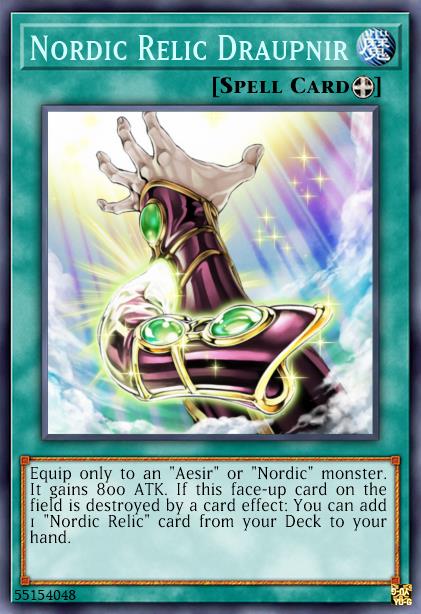 Nordic Relic Draupnir
[Spell Card]
Equip only to an "Aesir" or "Nordic" monster.
It gains 800 ATK. If this face-up card on the
field is destroyed by a card effect: You can add
1 "Nordic Relic" card from your Deck to your
hand.
55154048